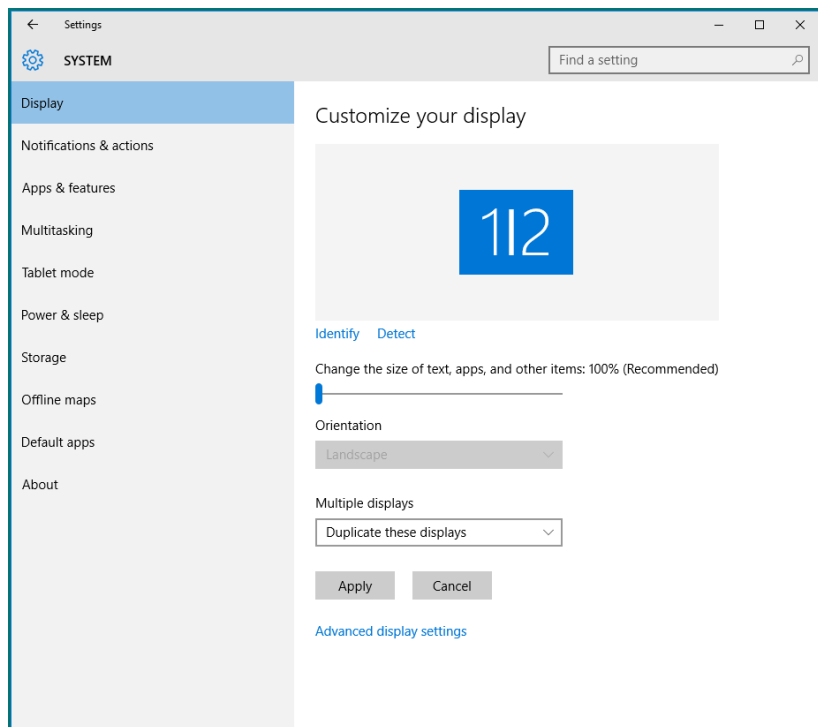 Settings
SYSTEM
Find a setting
Display
Notifications & actions
Apps & features
Multitasking
Tablet mode
Power & sleep
Storage
Offline maps
Default apps
About
Customize your display
1|2
Identify Detect
Change the size of text, apps, and other items: 100% (Recommended)
Orientation
Landscape
Multiple displays
Duplicate these displays
Apply Cancel
Advanced display settings